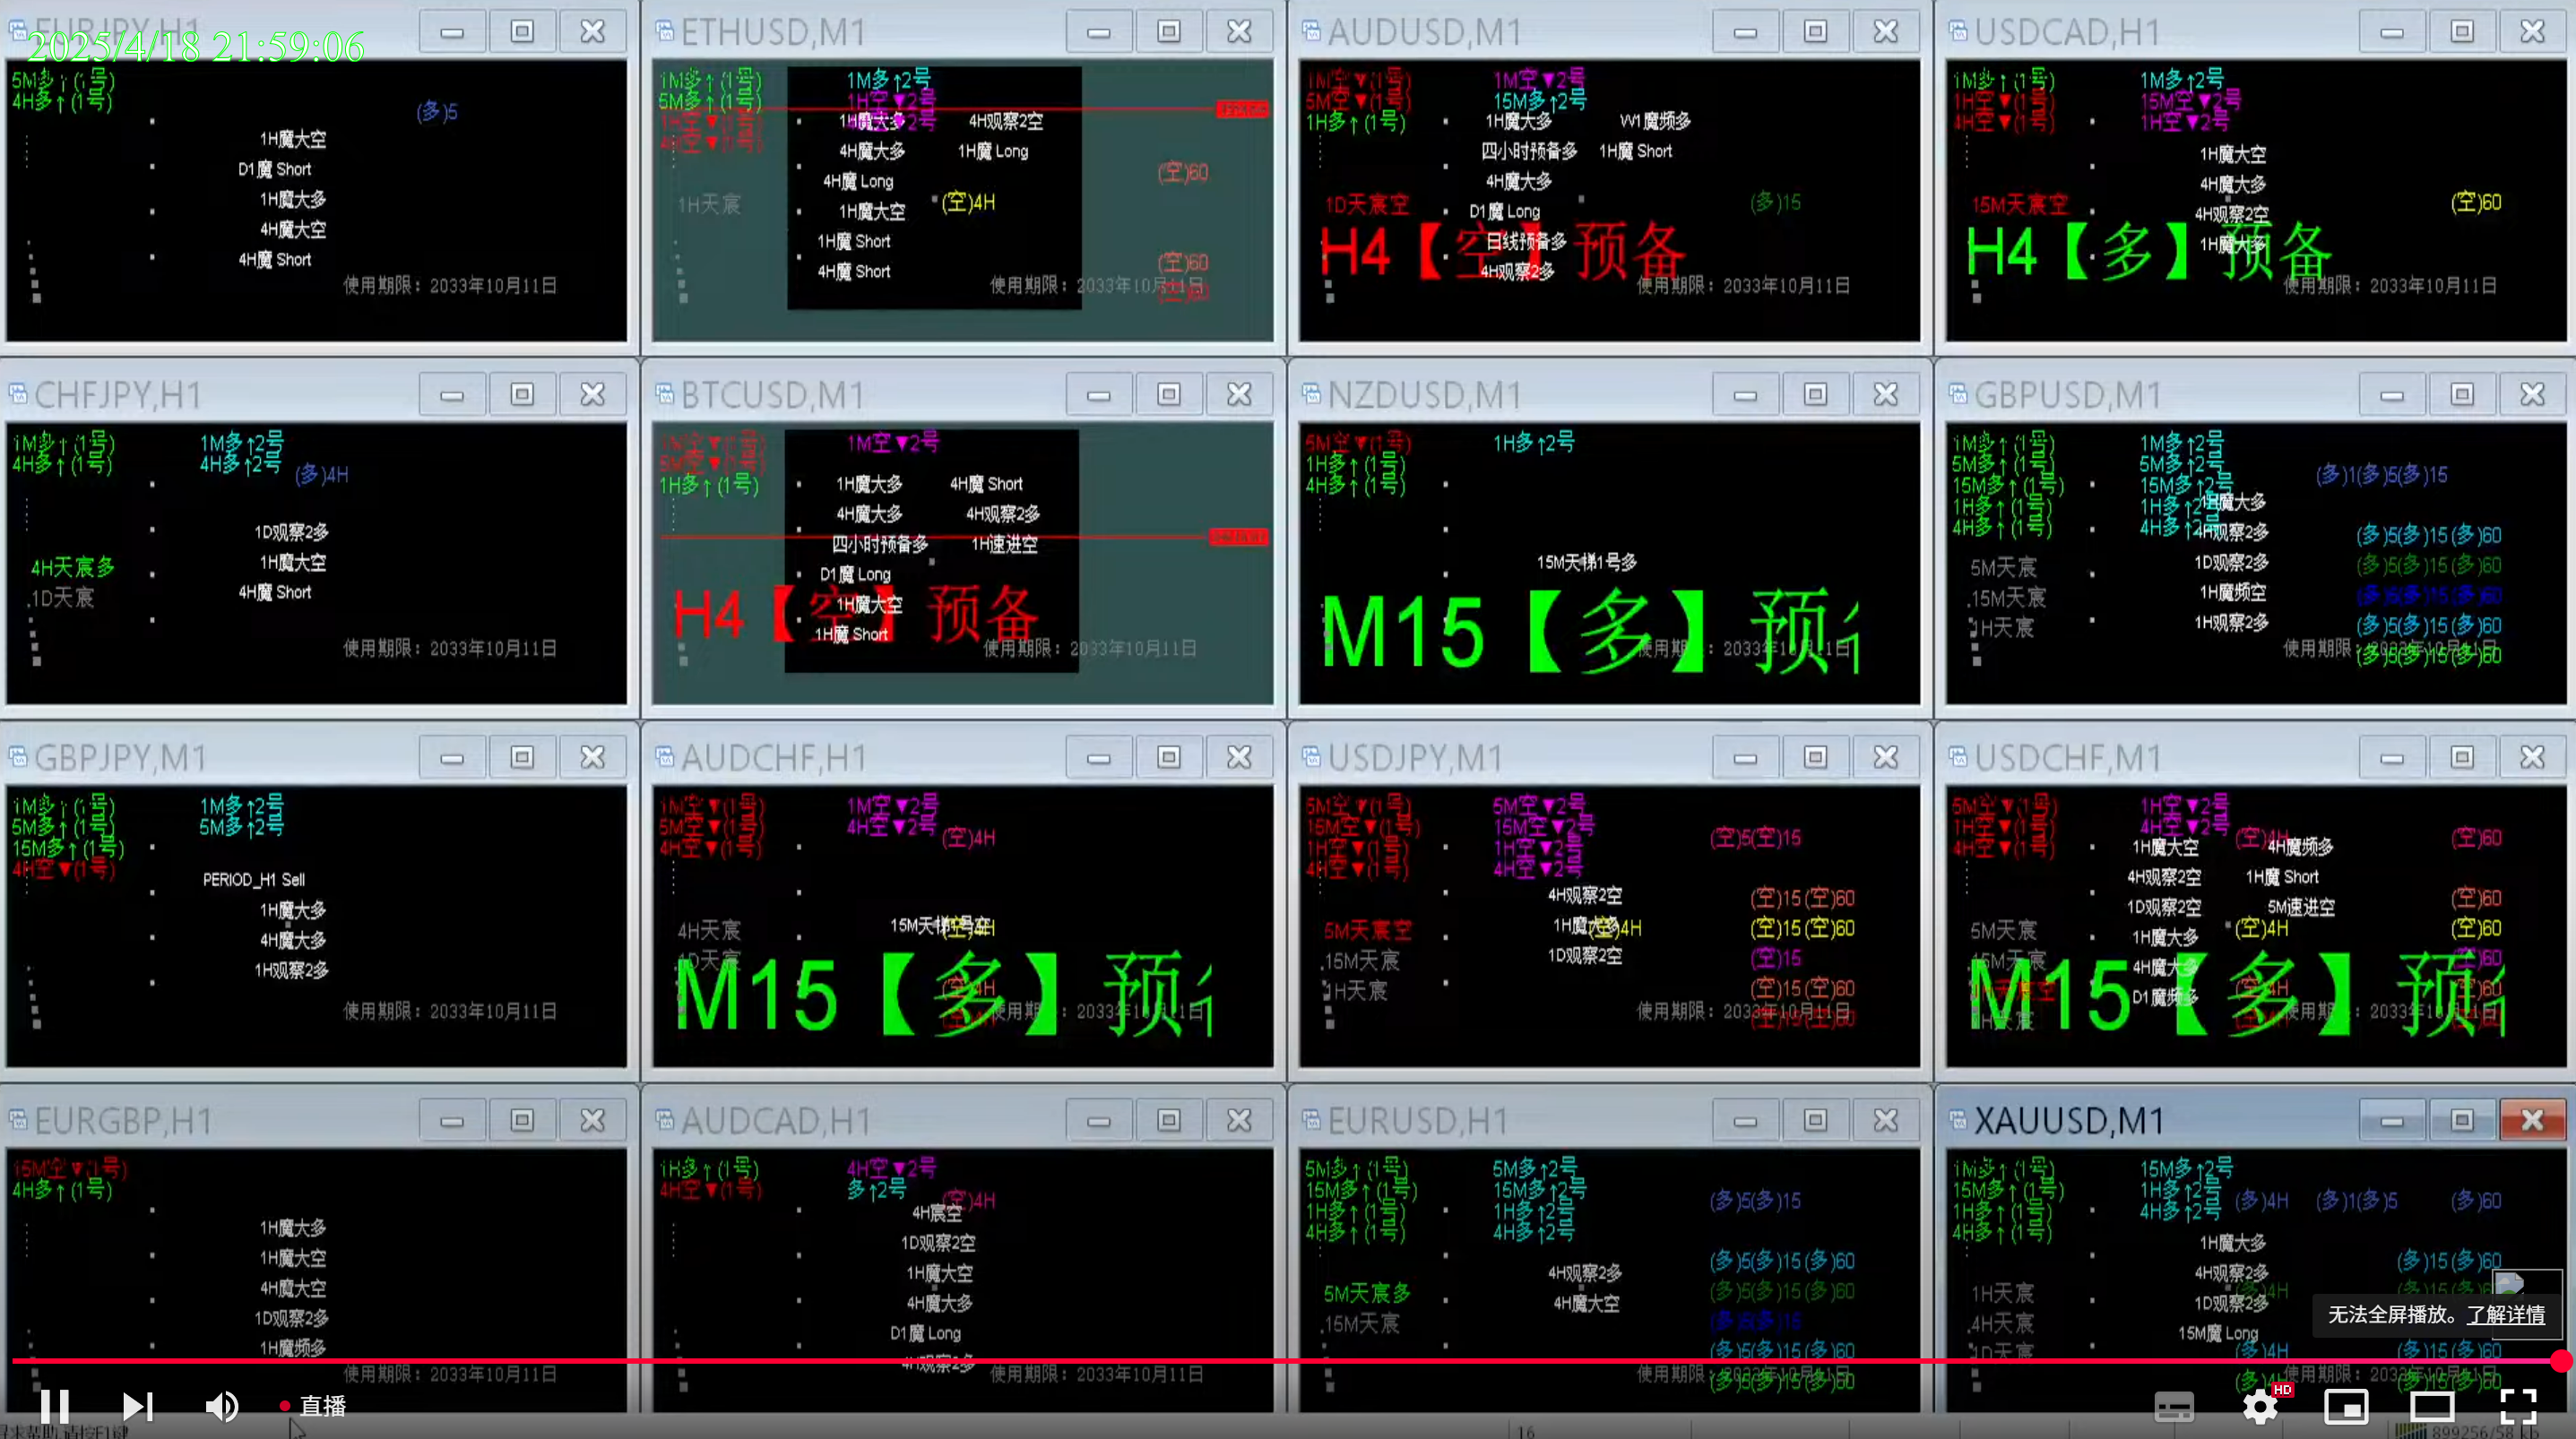 EURJPY,H1
2025/4/18 21:59:06
5M多↑(1号)
4H多↑(1号)
(多)5
1H魔大空
D1魔 Short
1H魔大多
4H魔大空
4H魔 Short
使用期限：2033年10月11日
ETHUSD,M1
1M多↑(1号)
5M多↑(1号)
1M多↑2号
1H空▼2号
1H魔大多
4H观察2空
4H魔大多
1H魔 Long
(空)60
4H魔 Long
1H天宸
(空)4H
1H魔大空
1H魔 Short
(空)60
4H魔 Short
使用期限：2033年10月11日
(空)60
AUDUSD,M1
1M空▼(1号)
5M空▼(1号)
1H多↑(1号)
1M空▼2号
15M多↑2号
1H魔大多
W1魔频多
四小时预备多
1H魔 Short
4H魔大多
1D天宸空
(多)15
D1魔 Long
H4【空】预备
日线预备多
4H观察2多
使用期限：2033年10月11日
USDCAD,H1
1M多↑(1号)
1H空▼(1号)
4H空▼(1号)
1M多↑2号
15M空▼2号
1H空▼2号
1H魔大空
4H魔大多
15M天宸空
(空)60
4H观察2空
H4【多】预备
1H魔大多
使用期限：2033年10月11日
CHFJPY,H1
1M多↑(1号)
4H多↑(1号)
1M多↑2号
4H多↑2号
(多)4H
1D观察2多
1H魔大空
4H天宸多
4H魔 Short
1D天宸
使用期限：2033年10月11日
BTCUSD,M1
1M空▼(1号)
5M空▼(1号)
1H多↑(1号)
1M空▼2号
1H魔大多
4H魔 Short
4H魔大多
4H观察2多
四小时预备多
1H速进空
D1魔 Long
H4【空】预备
1H魔大空
1H魔 Short
使用期限：2033年10月11日
NZDUSD,M1
5M空▼(1号)
1H多↑(1号)
4H多↑(1号)
1H多↑2号
15M天梯1号多
M15【多】预
使用期限：2033年10月11日
GBPUSD,M1
1M多↑(1号)
5M多↑(1号)
15M多↑(1号)
1H多↑(1号)
4H多↑(1号)
1M多↑2号
5M多↑2号
15M多↑2号
1H多↑2号
4H多↑2号
(多)1(多)5(多)15
1H魔大多
4H观察2多
(多)5(多)15(多)60
1D观察2多
5M天宸
(多)5(多)15(多)60
1H魔频空
15M天宸
(多)5(多)15(多)60
1H观察2多
1H天宸
(多)5(多)15(多)60
使用期限
(多)5(多)15(多)60
GBPJPY,M1
1M多↑(1号)
5M多↑(1号)
15M多↑(1号)
4H空▼(1号)
1M多↑2号
5M多↑2号
PERIOD_H1 Sell
1H魔大多
4H魔大多
1H观察2多
使用期限：2033年10月11日
AUDCHF,H1
1M空▼(1号)
5M空▼(1号)
4H空▼(1号)
1M空▼2号
4H空▼2号
(空)4H
4H天宸
(空)4H
1D天宸
M15【多】预
(空)4H
使用期限：2033年10月11日
USDJPY,M1
5M空▼(1号)
15M空▼(1号)
1H空▼(1号)
4H空▼(1号)
5M空▼2号
15M空▼2号
1H空▼2号
4H空▼2号
(空)5(空)15
4H观察2空
(空)15(空)60
1H魔大多
(空)4H
(空)15(空)60
5M天宸空
1D观察2空
(空)15
15M天宸
1H天宸
(空)15(空)60
使用期限：2033年10月11日
USDCHF,M1
5M空▼(1号)
1H空▼(1号)
4H空▼(1号)
1H空▼2号
4H空▼2号
(空)4H
(空)60
1H魔大空
4H魔频多
4H观察2空
1H魔 Short
1D观察2空
5M速进空
(空)60
5M天宸
1H魔大多
(空)4H
(空)60
15M天宸
4H魔大多
D1魔频多
M15【多】预
(空)60
使用期限：2033年10月11日
EURGBP,H1
15M空▼(1号)
4H多↑(1号)
1H魔大多
1H魔大空
4H魔大空
1D观察2多
1H魔频多
使用期限：2033年10月11日
AUDCAD,H1
1H多↑(1号)
4H空▼(1号)
4H空▼2号
多↑2号
(空)4H
4H宸空
1D观察2空
1H魔大空
4H魔大多
D1魔 Long
4H观察2多
使用期限：2033年10月11日
EURUSD,H1
5M多↑(1号)
15M多↑(1号)
1H多↑(1号)
4H多↑(1号)
5M多↑2号
15M多↑2号
1H多↑2号
4H多↑2号
(多)5(多)15
(多)5(多)15(多)60
4H观察2多
5M天宸多
(多)5(多)15(多)60
4H魔大空
15M天宸
(多)5(多)15
(多)5(多)15(多)60
使用期限：2033年10月11日
(多)5(多)15(多)60
XAUUSD,M1
1M多↑(1号)
15M多↑(1号)
1H多↑(1号)
4H多↑(1号)
15M多↑2号
1H多↑2号
4H多↑2号
(多)4H
(多)1(多)5
(多)60
1H魔大多
4H观察2多
(多)15(多)60
1H天宸
1D观察2多
4H天宸
15M魔 Long
1D天宸
(多)4H
(多)15(多)60
使用期限：2033年10月11日
无法全屏播放。了解详情
直播
HD
16
899256/58 kb